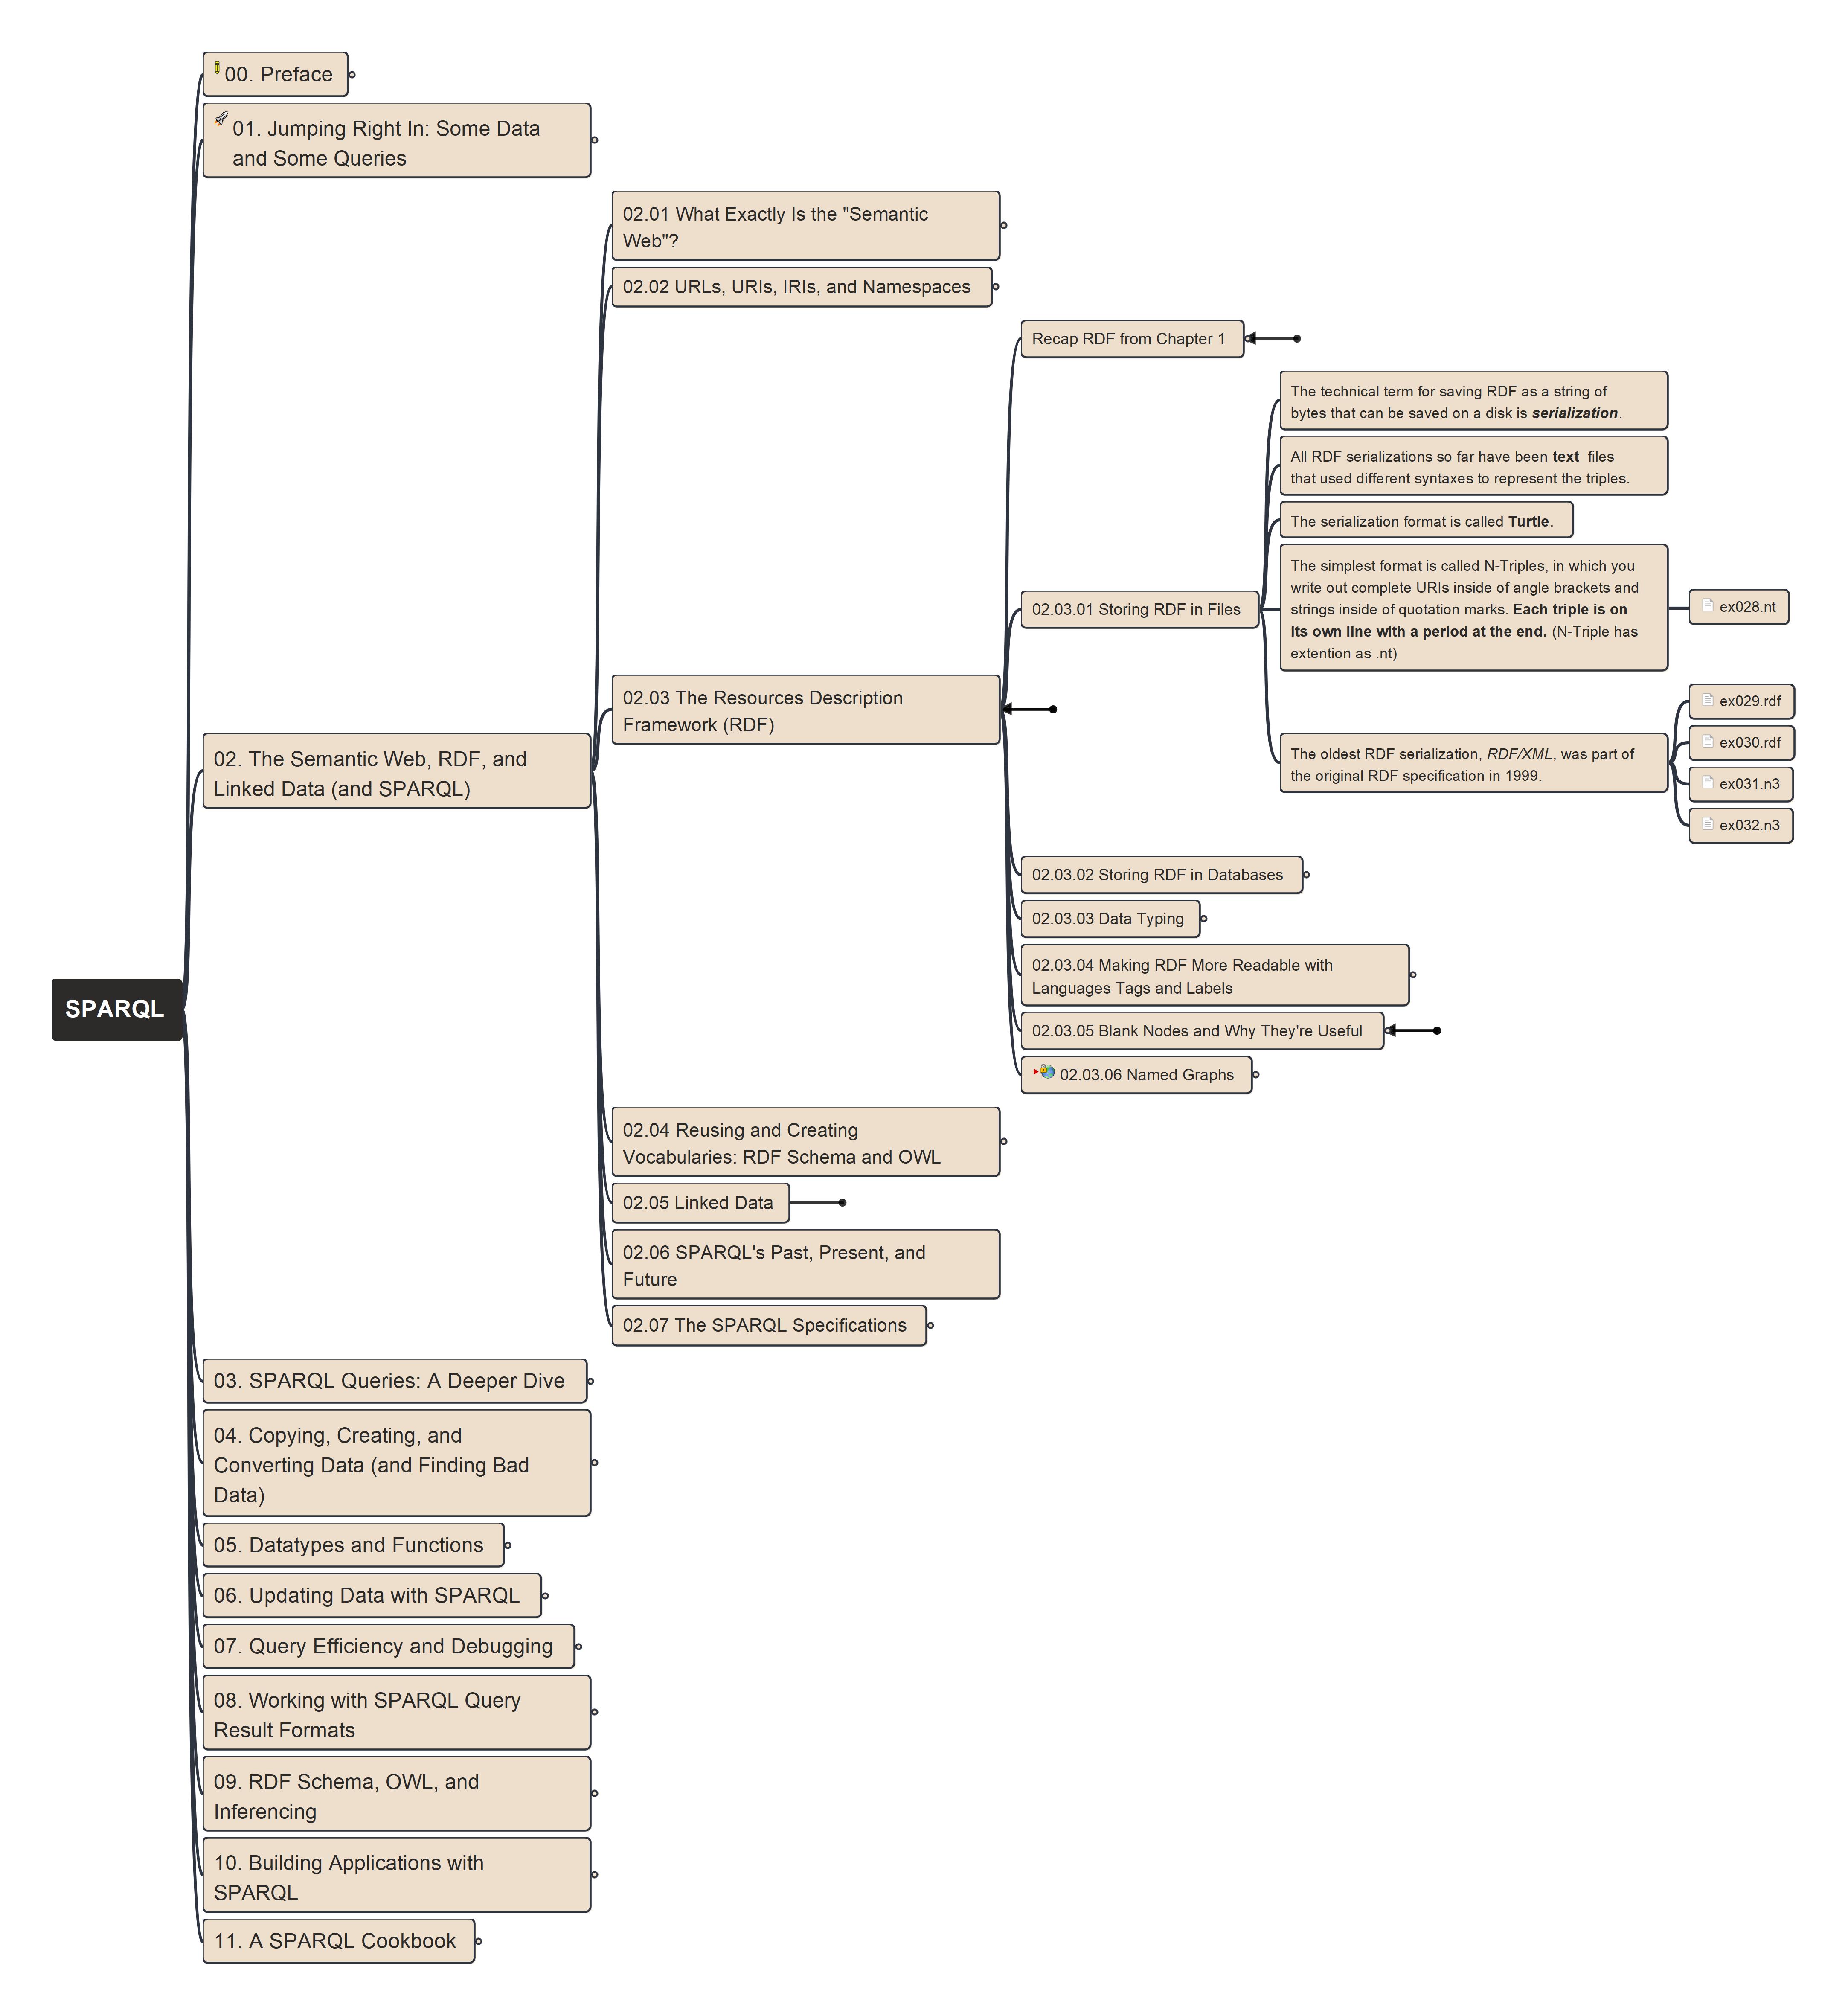 00. Preface
01. Jumping Right In: Some Data
and Some Queries
02.01 What Exactly Is the "Semantic
Web"?
02.02 URLs, URIs, IRIs, and Namespaces
Recap RDF from Chapter 1
The technical term for saving RDF as a string of
bytes that can be saved on a disk is serialization.
All RDF serializations so far have been text files
that used different syntaxes to represent the triples.
The serialization format is called Turtle.
The simplest format is called N-Triples, in which you
write out complete URIs inside of angle brackets and
strings inside of quotation marks. Each triple is on
its own line with a period at the end. (N-Triple has
extention as .nt)
ex028.nt
02.03.01 Storing RDF in Files
02.03 The Resources Description
Framework (RDF)
The oldest RDF serialization, RDF/XML, was part of
the original RDF specification in 1999.
ex029.rdf
ex030.rdf
ex031.n3
ex032.n3
02. The Semantic Web, RDF, and
Linked Data (and SPARQL)
02.03.02 Storing RDF in Databases
02.03.03 Data Typing
02.03.04 Making RDF More Readable with
Languages Tags and Labels
SPARQL
02.03.05 Blank Nodes and Why They're Useful
02.03.06 Named Graphs
02.04 Reusing and Creating
Vocabularies: RDF Schema and OWL
02.05 Linked Data
02.06 SPARQL's Past, Present, and
Future
02.07 The SPARQL Specifications
03. SPARQL Queries: A Deeper Dive
04. Copying, Creating, and
Converting Data (and Finding Bad
Data)
05. Datatypes and Functions
06. Updating Data with SPARQL
07. Query Efficiency and Debugging
08. Working with SPARQL Query
Result Formats
09. RDF Schema, OWL, and
Inferencing
10. Building Applications with
SPARQL
11. A SPARQL Cookbook